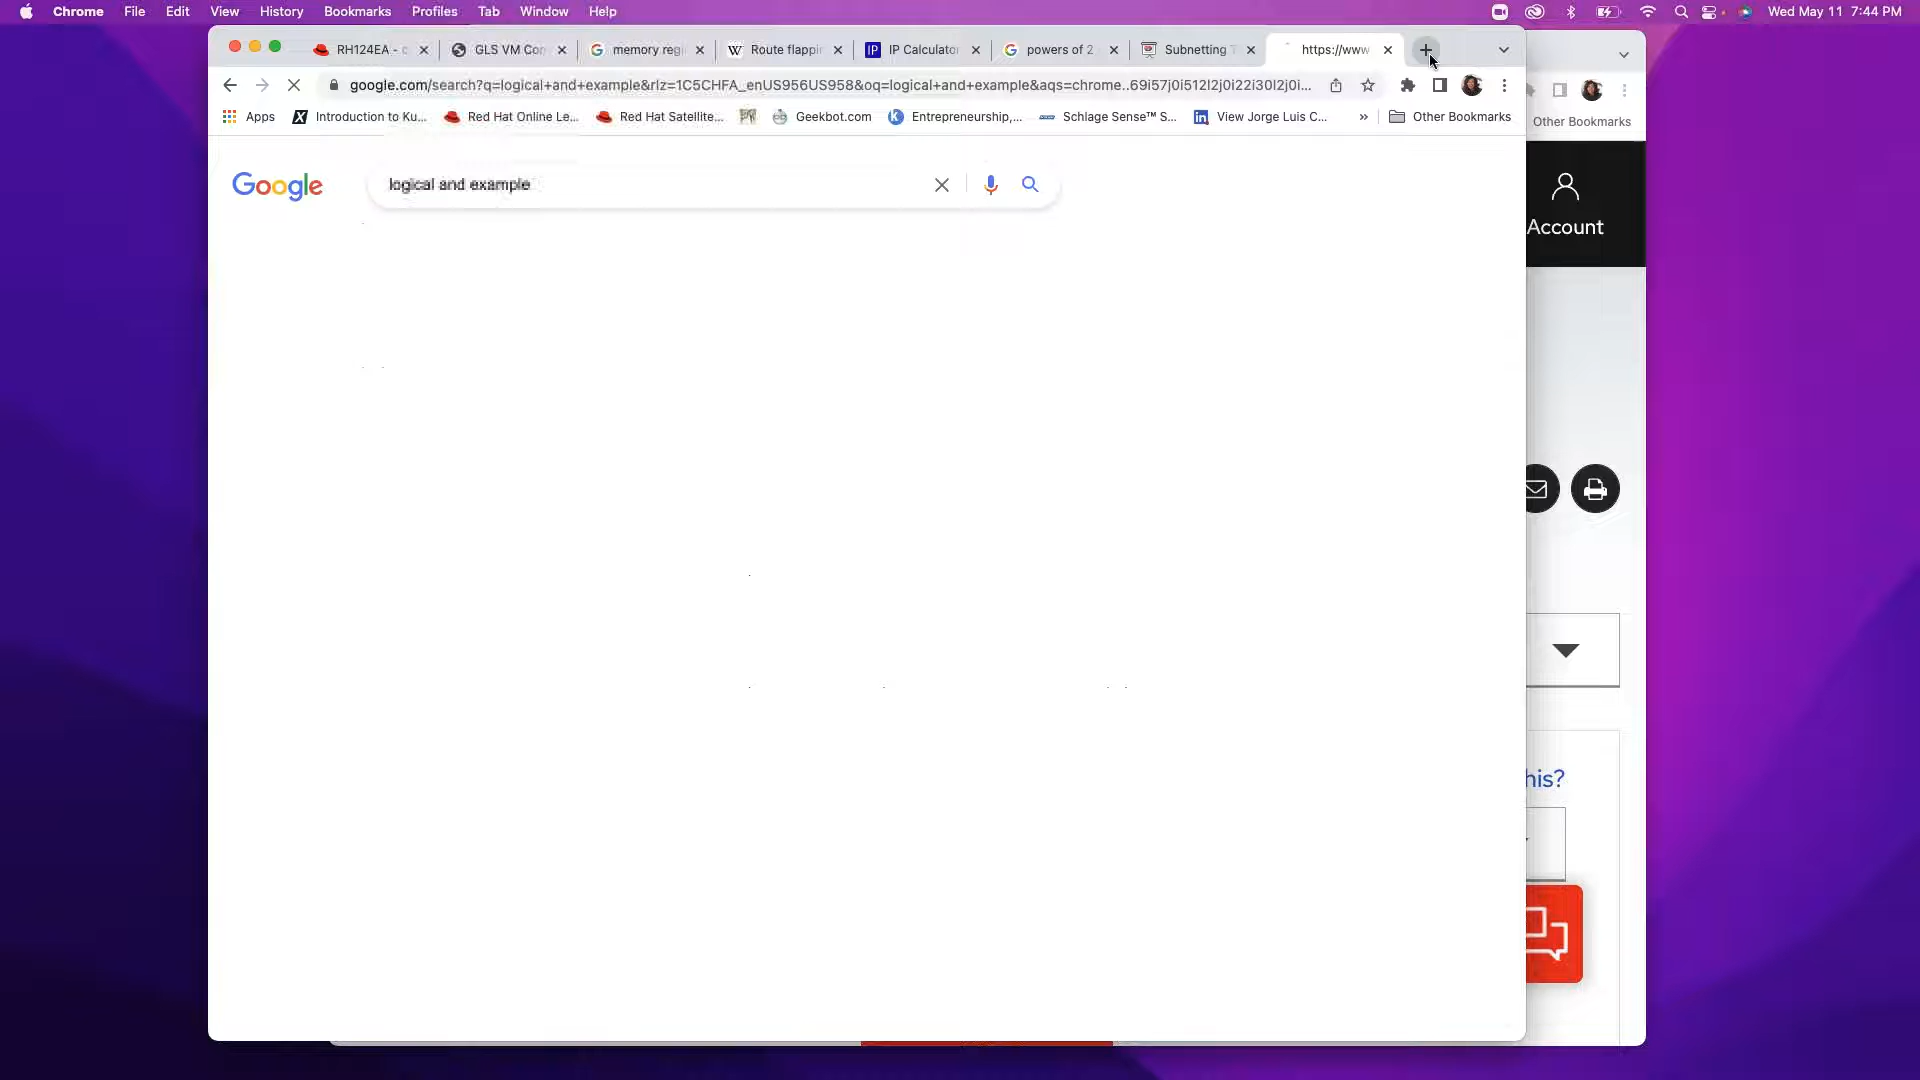 Chrome File Edit View History Bookmarks Profiles Tab Window Help Wed May 11 7:44 PM
RH124EA - c GLS VM Con memory regi Route flappin IP IP Calculator powers of 2 Subnetting T https://www
google.com/search?q=logical+and+example&rlz=1C5CHFA_enUS956US958&oq=logical+and+example&aqs=chrome..69i57j0i512l2j0i22i30l2j0i...
Apps Introduction to Ku... Red Hat Online Le... Red Hat Satellite... Geekbot.com Entrepreneurship,... Schlage Sense™ S... View Jorge Luis C... » Other Bookmarks
Other Bookmarks
Google logical and example
Account
his?